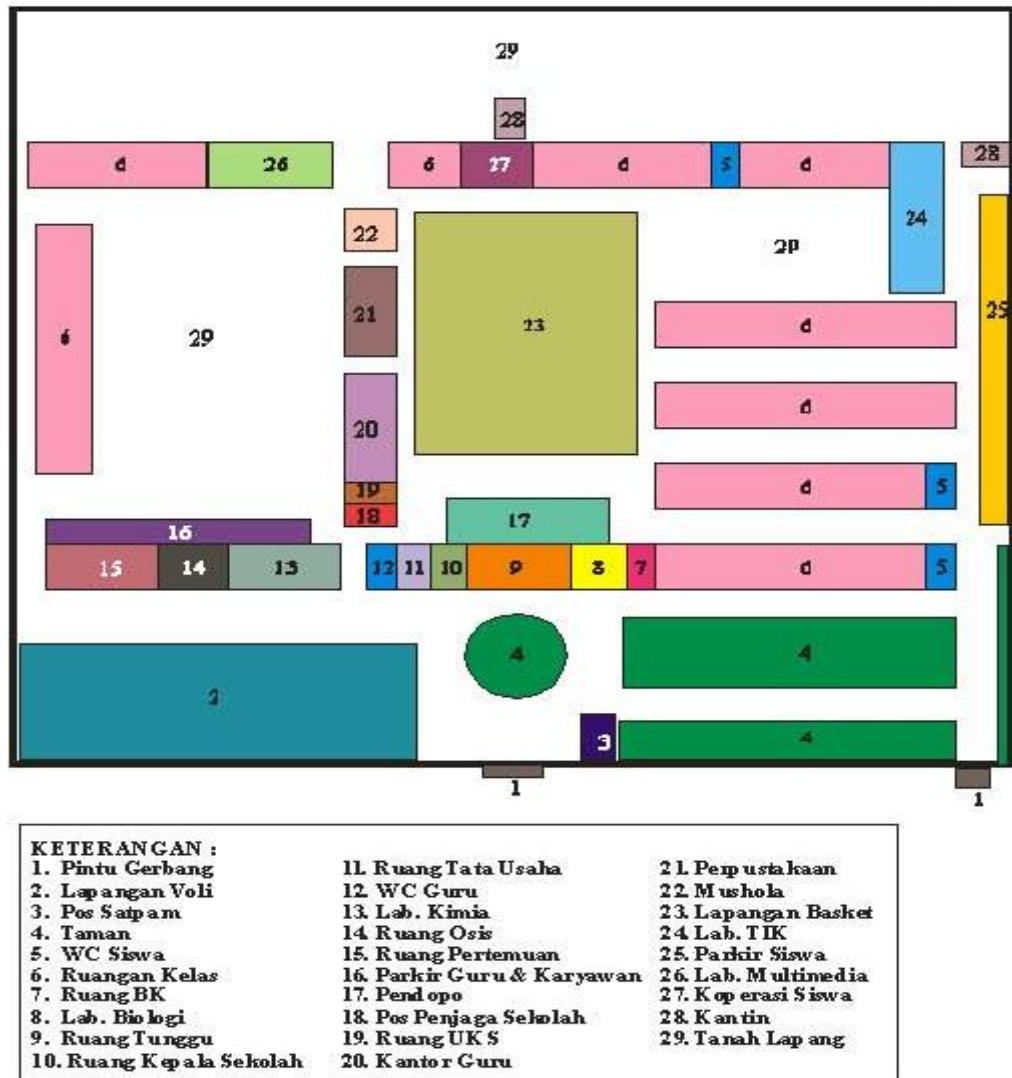 29
28
6 26 6 27 6 5 6 28
24
22
29
6 29 21 23 25
6
6
20
6 5
19
18 17
16
15 14 13 12 11 10 9 8 7 6 5
4 4
2
3 4
1
1
KETERANGAN :
1. Pintu Gerbang
2. Lapangan Voli
3. Pos Satpam
4. Taman
5. WC Siswa
6. Ruangan Kelas
7. Ruang BK
8. Lab. Biologi
9. Ruang Tunggu
10. Ruang Kepala Sekolah
11. Ruang Tata Usaha
12. WC Guru
13. Lab. Kimia
14. Ruang Osis
15. Ruang Pertemuan
16. Parkir Guru & Karyawan
17. Pendopo
18. Pos Penjaga Sekolah
19. Ruang UKS
20. Kantor Guru
21. Perpustakaan
22. Mushola
23. Lapangan Basket
24. Lab. TIK
25. Parkir Siswa
26. Lab. Multimedia
27. Koperasi Siswa
28. Kantin
29. Tanah Lapang